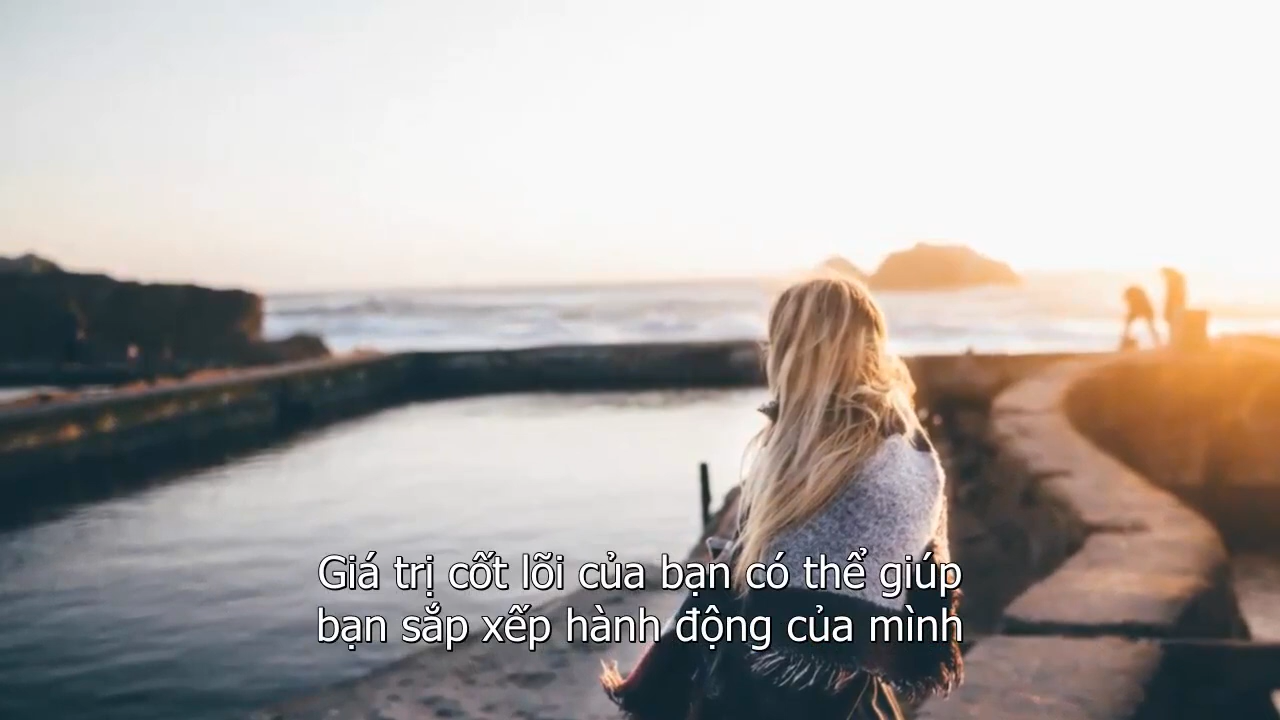 Giá trị cốt lõi của bạn có thể giúp
bạn sắp xếp hành động của mình